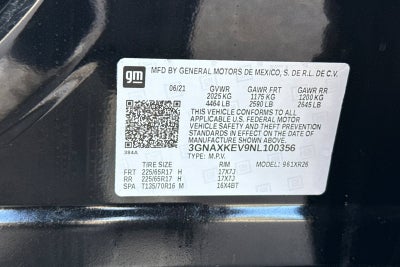 gm MFD BY GENERAL MOTORS DE MEXICO, S. DE R.L. DE C.V.
06/21 GVWR GAWR FRT GAWR RR
2025 KG 1175 KG 1200 KG
4464 LB 2590 LB 2645 LB
THIS VEHICLE CONFORMS TO ALL
APPLICABLE U.S. FEDERAL MOTOR
VEHICLE SAFETY, BUMPER, AND THEFT
PREVENTION STANDARDS IN EFFECT ON
THE DATE OF MANUFACTURE
SHOWN ABOVE.
3GNAXKEV9NL100356
TYPE: M.P.V. MODEL: 961XR26
TIRE SIZE RIM
FRT 225/65R17 H 17X7J
RR 225/65R17 H 17X7J
SPA T135/70R16 M 16X4BT